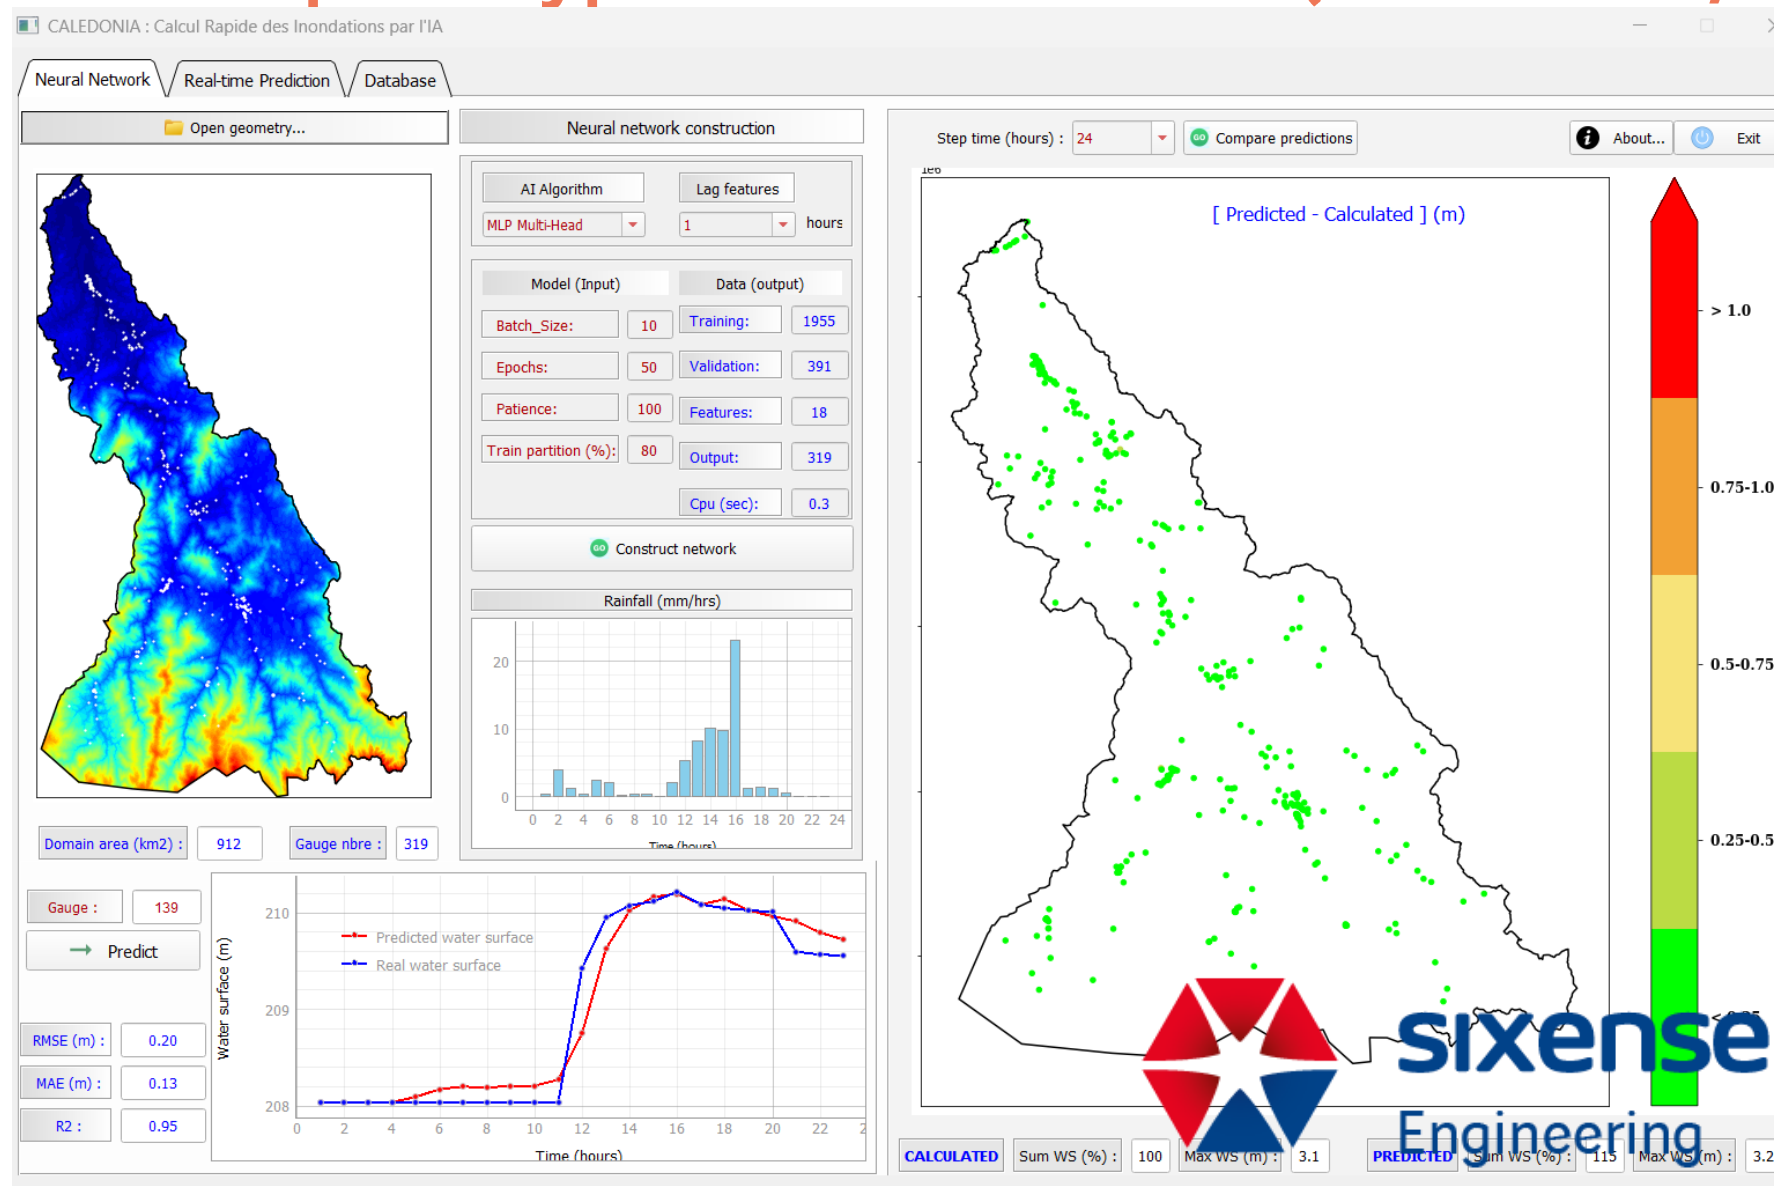 CALEDONIA : Calcul Rapide des Inondations par l'IA
Neural Network
Real-time Prediction
Database
Open geometry...
Neural network construction
Step time (hours) :
24
Compare predictions
About...
Exit
AI Algorithm
Lag features
MLP Multi-Head
1
hours
Model (Input)
Data (output)
Batch_Size:
10
Training:
1955
Epochs:
50
Validation:
391
Patience:
100
Features:
18
Train partition (%):
80
Output:
319
Cpu (sec):
0.3
Construct network
Rainfall (mm/hrs)
20
10
0
0 2 4 6 8 10 12 14 16 18 20 22 24
Time (hours)
Domain area (km2) :
912
Gauge nbre :
319
Gauge :
139
Predict
RMSE (m) :
0.20
MAE (m) :
0.13
R2 :
0.95
Water surface (m)
210
209
208
Predicted water surface
Real water surface
0 2 4 6 8 10 12 14 16 18 20 22
Time (hours)
1e6
[ Predicted - Calculated ] (m)
> 1.0
0.75-1.0
0.5-0.75
0.25-0.5
sixense
Engineering
CALCULATED
Sum WS (%) :
100
Max WS (m) :
3.1
PREDICTED
Sum WS (%) :
115
Max WS (m) :
3.2